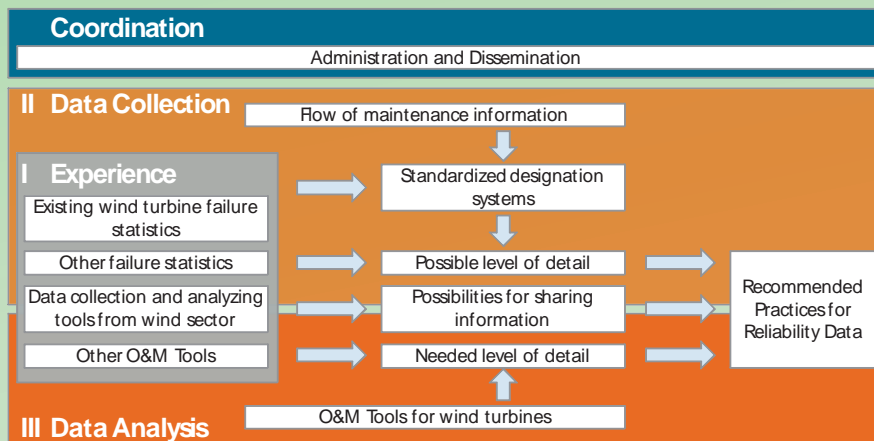 Coordination
Administration and Dissemination
II Data Collection
Flow of maintenance information
I Experience
Standardized designation
systems
Existing wind turbine failure
statistics
Other failure statistics
Possible level of detail
Data collection and analyzing
tools from wind sector
Possibilities for sharing
information
Recommended
Practices for
Reliability Data
Other O&M Tools
Needed level of detail
O&M Tools for wind turbines
III Data Analysis